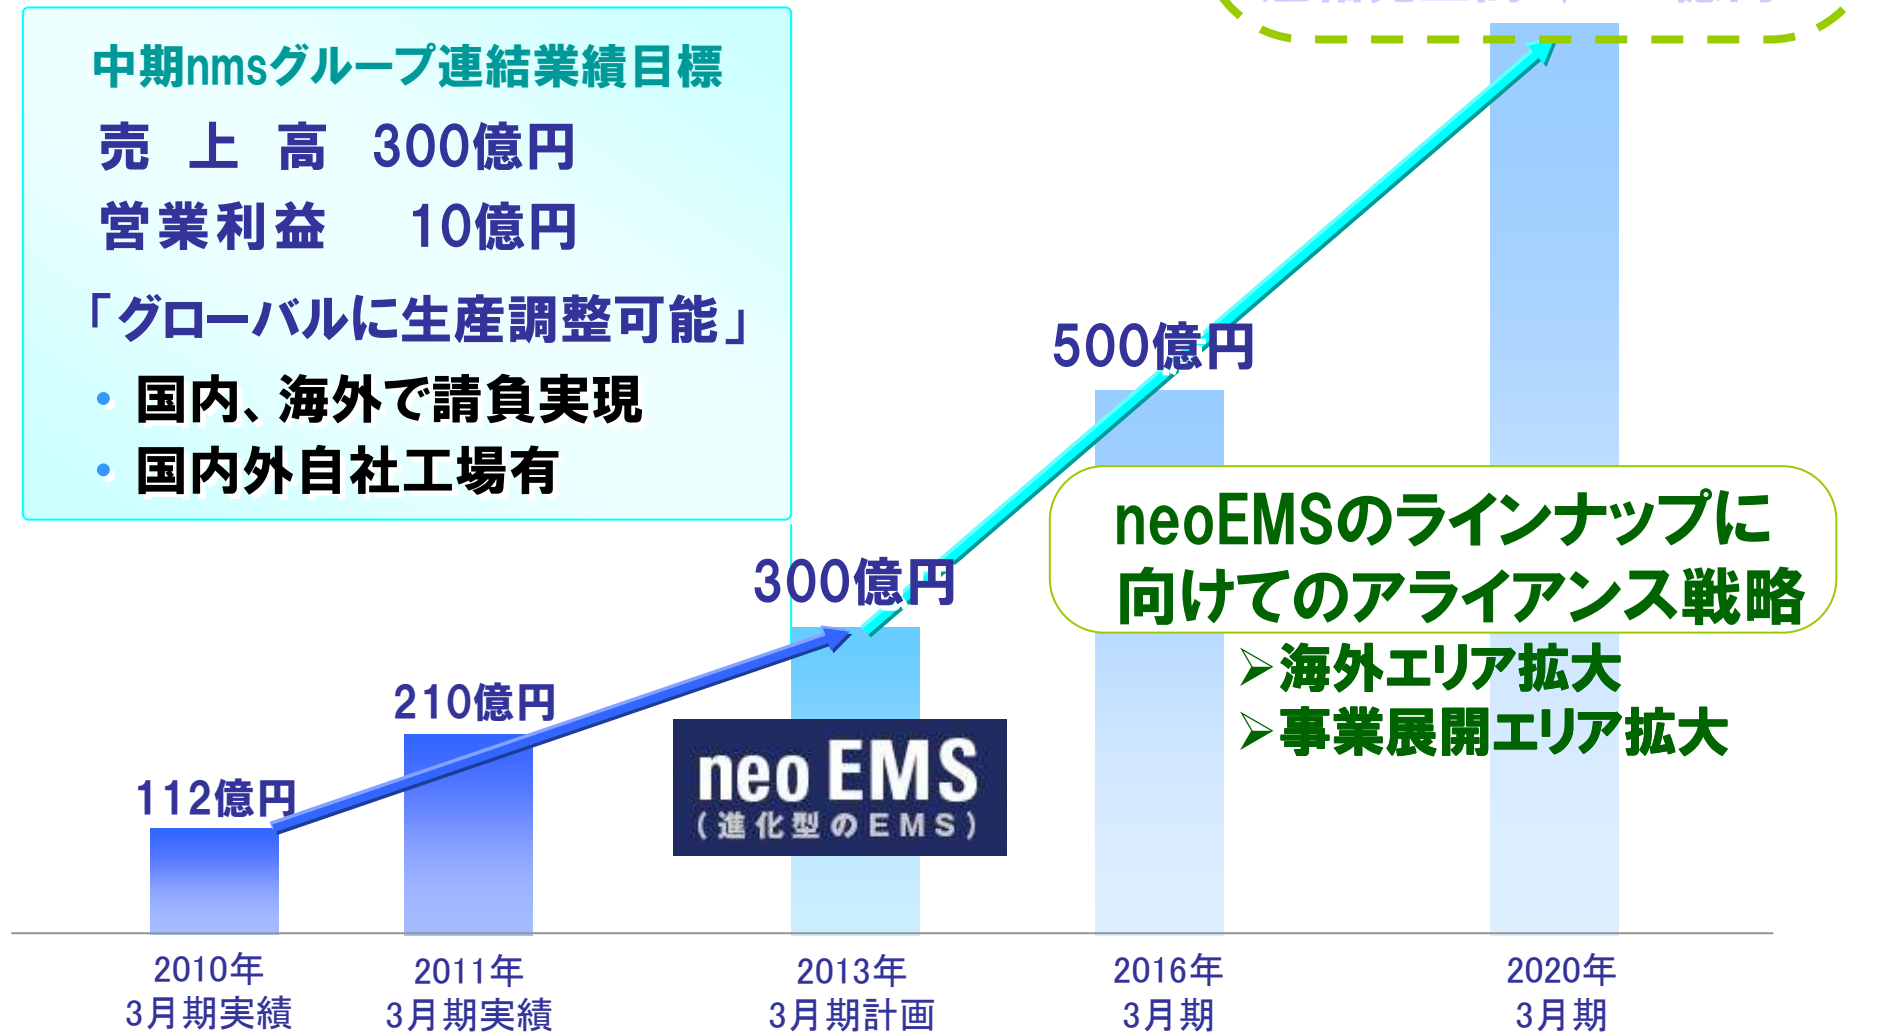 中期nmsグループ連結業績目標
売上高 300億円
営業利益 10億円
「グローバルに生産調整可能」
・国内、海外で請負実現
・国内外自社工場有
112億円
210億円
300億円
500億円
neo EMS
(進化型のEMS)
neoEMSのラインナップに
向けてのアライアンス戦略
➢海外エリア拡大
➢事業展開エリア拡大
2010年
3月期実績
2011年
3月期実績
2013年
3月期計画
2016年
3月期
2020年
3月期